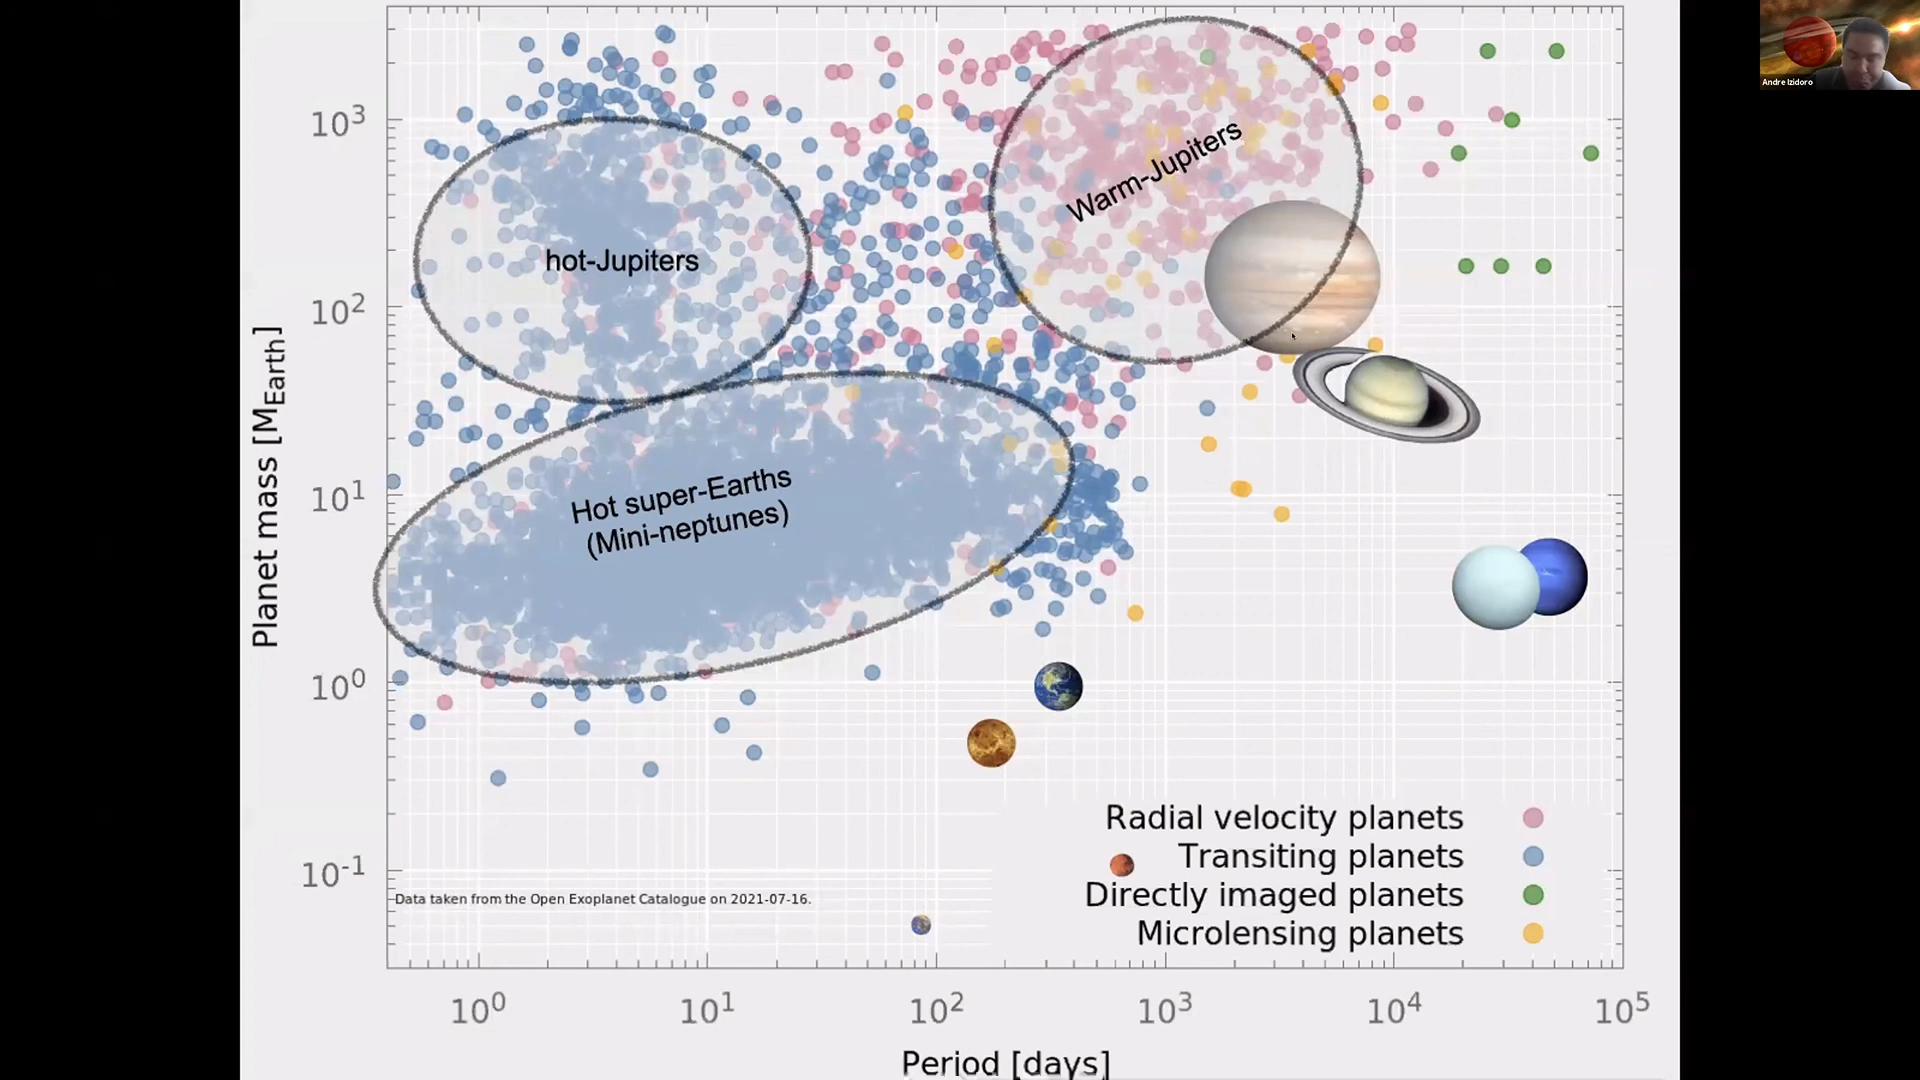 Andre Izidoro
10³
10²
10¹
10⁰
10⁻¹
Planet mass [M_Earth]
hot-Jupiters
Warm-Jupiters
Hot super-Earths
(Mini-neptunes)
Radial velocity planets
Transiting planets
Directly imaged planets
Microlensing planets
Data taken from the Open Exoplanet Catalogue on 2021-07-16.
10⁰ 10¹ 10² 10³ 10⁴ 10⁵
Period [days]